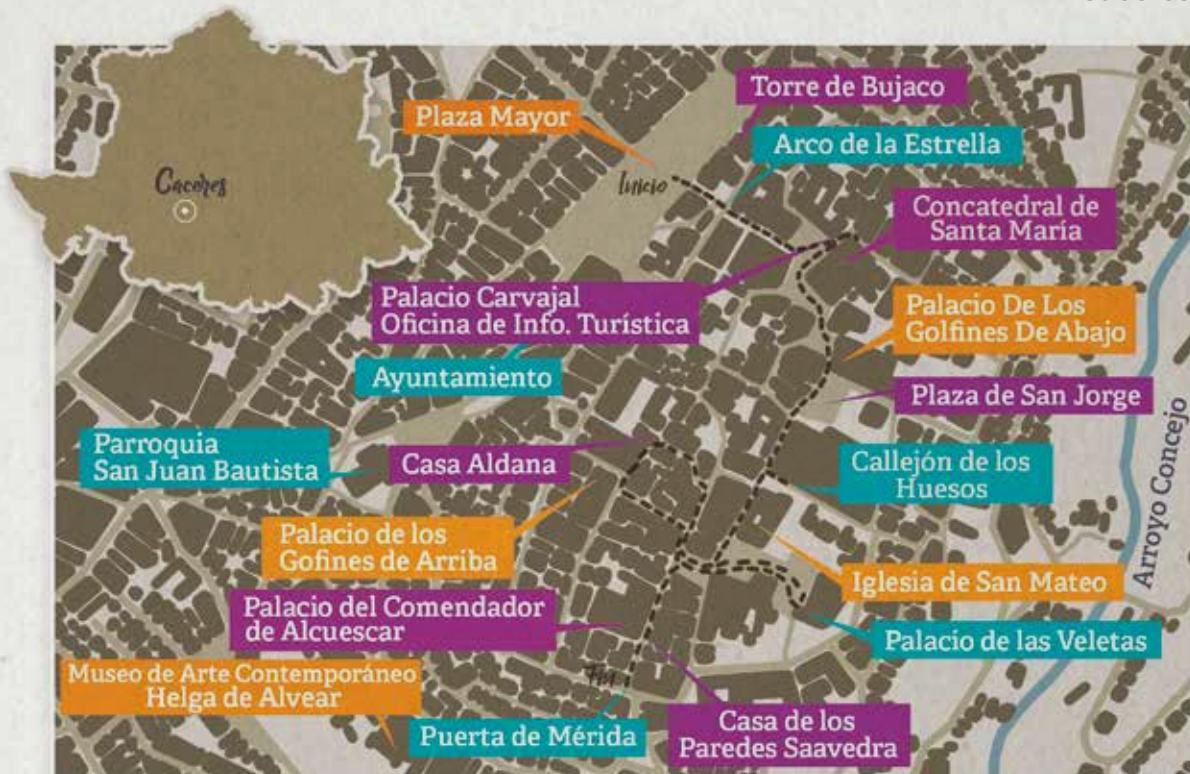 Torre de Bujaco
Plaza Mayor
Arco de la Estrella
Caceres
Inicio
Concatedral de
Santa María
Palacio Carvajal
Oficina de Info. Turística
Palacio De Los
Golfines De Abajo
Ayuntamiento
Plaza de San Jorge
Arroyo Concejo
Parroquia
San Juan Bautista
Casa Aldana
Callejón de los
Huesos
Palacio de los
Gofines de Arriba
Iglesia de San Mateo
Palacio del Comendador
de Alcuescar
Palacio de las Veletas
Museo de Arte Contemporáneo
Helga de Alvear
Fin
Puerta de Mérida
Casa de los
Paredes Saavedra